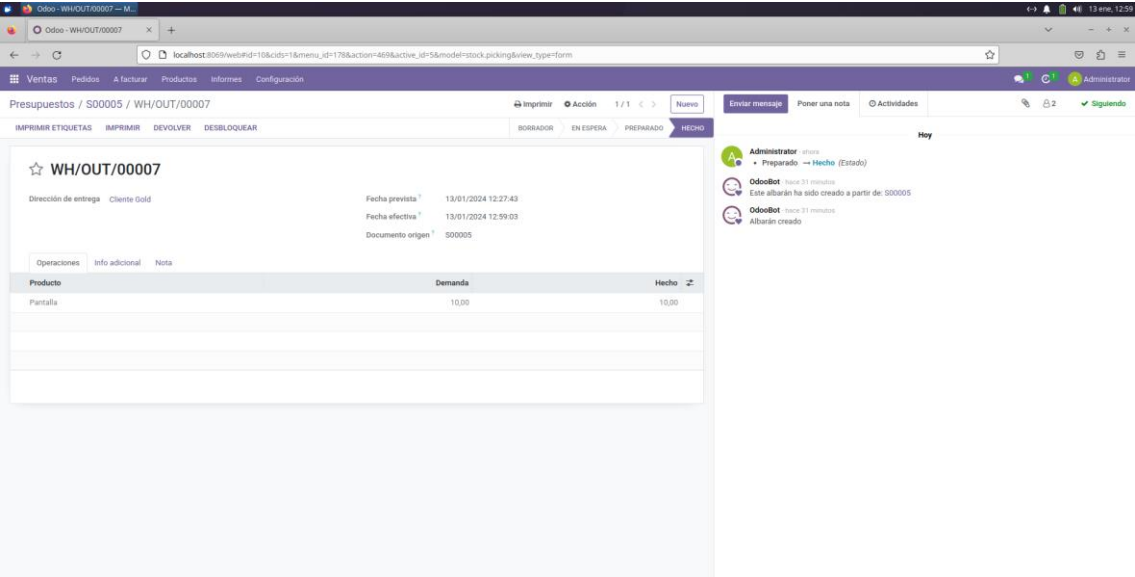 Odoo - WH/OUT/00007 — M...
13 ene, 12:59
Odoo - WH/OUT/00007
localhost:8069/web#id=10&cids=1&menu_id=178&action=469&active_id=5&model=stock.picking&view_type=form
Ventas Pedidos A facturar Productos Informes Configuración
1 1 A Administrator
Presupuestos / S00005 / WH/OUT/00007
Imprimir Acción 1 / 1 Nuevo
Enviar mensaje Poner una nota Actividades 2 Siguiendo
IMPRIMIR ETIQUETAS IMPRIMIR DEVOLVER DESBLOQUEAR
BORRADOR EN ESPERA PREPARADO HECHO
WH/OUT/00007
Dirección de entrega Cliente Gold
Fecha prevista ? 13/01/2024 12:27:43
Fecha efectiva ? 13/01/2024 12:59:03
Documento origen ? S00005
Operaciones Info adicional Nota
Producto Demanda Hecho
Pantalla 10,00 10,00
Hoy
A
Administrator - ahora
• Preparado → Hecho (Estado)
OdooBot - hace 31 minutos
Este albarán ha sido creado a partir de: S00005
OdooBot - hace 31 minutos
Albarán creado